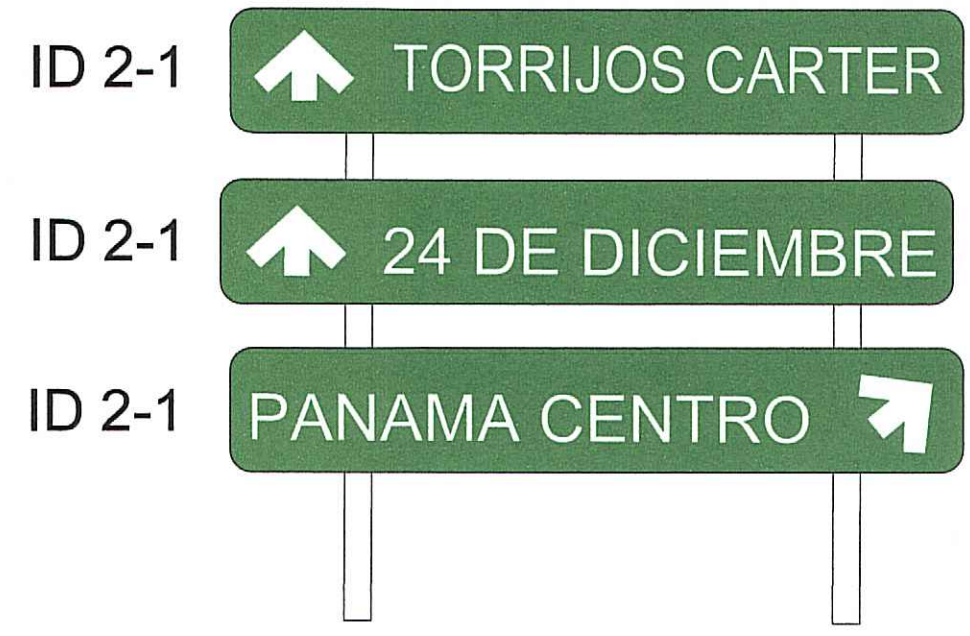 ID 2-1 TORRIJOS CARTER
ID 2-1 24 DE DICIEMBRE
ID 2-1 PANAMA CENTRO